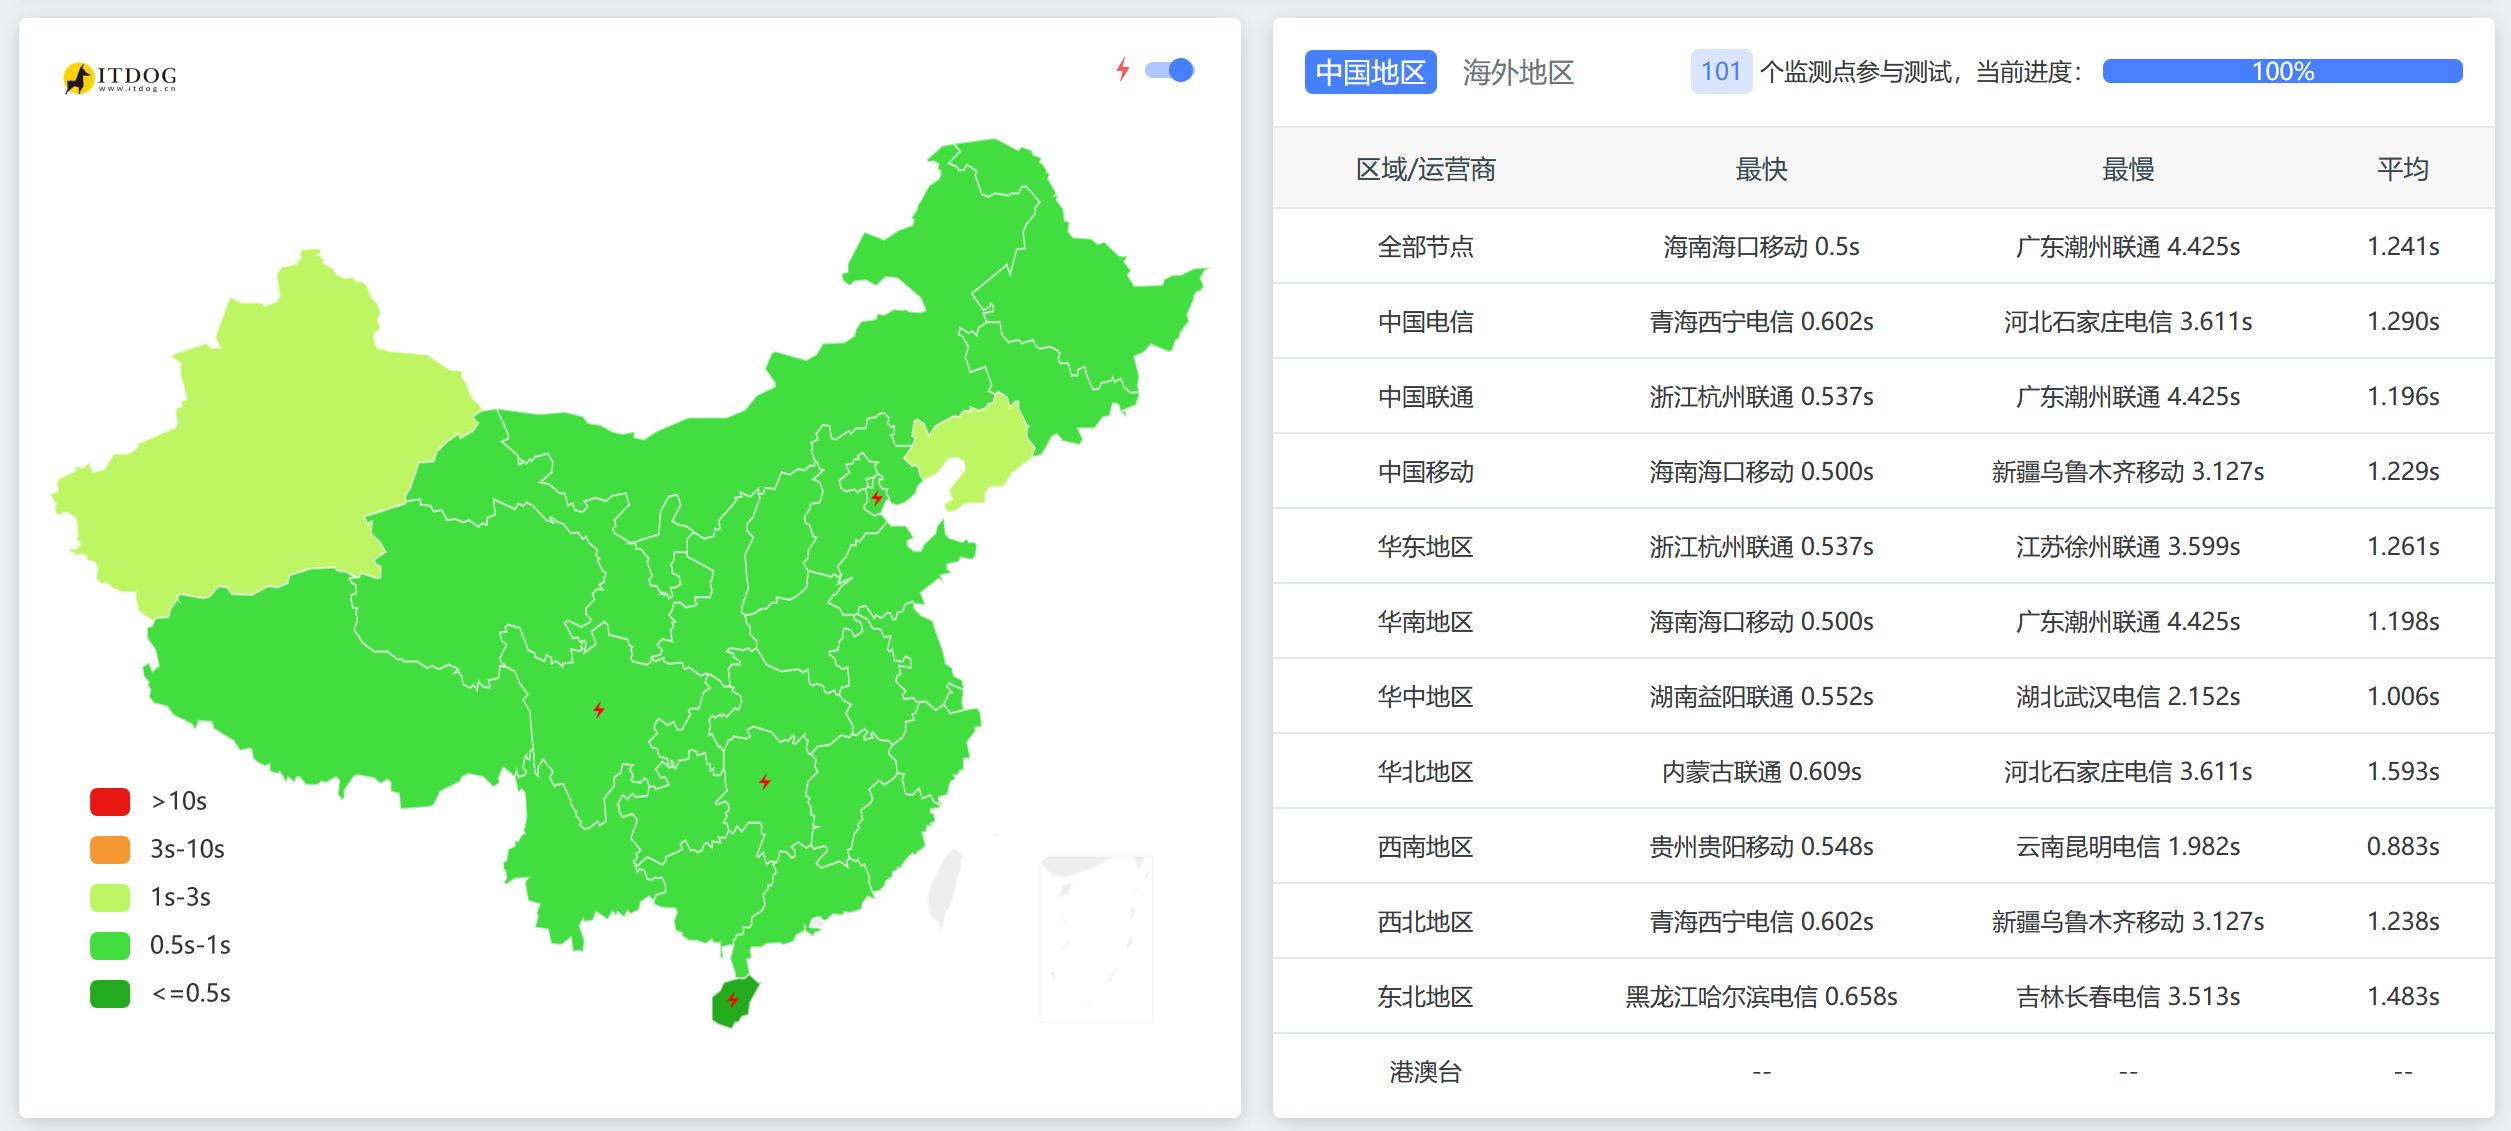 ITDOG
www.itdog.cn
>10s
3s-10s
1s-3s
0.5s-1s
<=0.5s
中国地区 海外地区 101 个监测点参与测试，当前进度： 100%
区域/运营商 最快 最慢 平均
全部节点 海南海口移动 0.5s 广东潮州联通 4.425s 1.241s
中国电信 青海西宁电信 0.602s 河北石家庄电信 3.611s 1.290s
中国联通 浙江杭州联通 0.537s 广东潮州联通 4.425s 1.196s
中国移动 海南海口移动 0.500s 新疆乌鲁木齐移动 3.127s 1.229s
华东地区 浙江杭州联通 0.537s 江苏徐州联通 3.599s 1.261s
华南地区 海南海口移动 0.500s 广东潮州联通 4.425s 1.198s
华中地区 湖南益阳联通 0.552s 湖北武汉电信 2.152s 1.006s
华北地区 内蒙古联通 0.609s 河北石家庄电信 3.611s 1.593s
西南地区 贵州贵阳移动 0.548s 云南昆明电信 1.982s 0.883s
西北地区 青海西宁电信 0.602s 新疆乌鲁木齐移动 3.127s 1.238s
东北地区 黑龙江哈尔滨电信 0.658s 吉林长春电信 3.513s 1.483s
港澳台 -- -- --